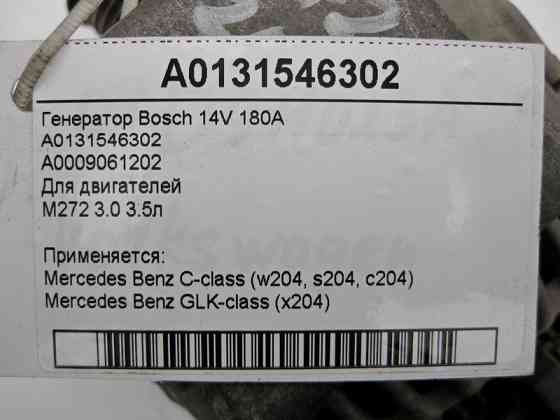 A0131546302
Генератор Bosch 14V 180A
A0131546302
A0009061202
Для двигателей
M272 3.0 3.5л
Применяется:
Mercedes Benz C-class (w204, s204, c204)
Mercedes Benz GLK-class (x204)